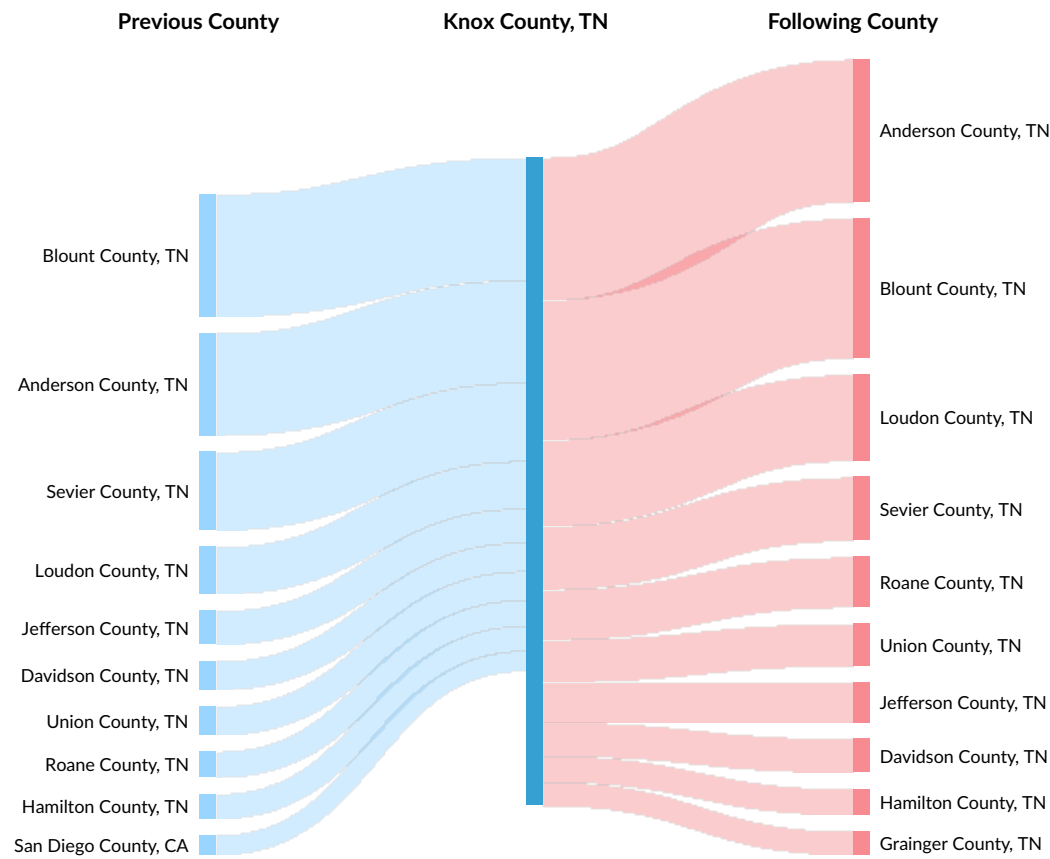 Previous County
Knox County, TN
Following County
Blount County, TN
Anderson County, TN
Sevier County, TN
Loudon County, TN
Jefferson County, TN
Davidson County, TN
Union County, TN
Roane County, TN
Hamilton County, TN
San Diego County, CA
Anderson County, TN
Blount County, TN
Loudon County, TN
Sevier County, TN
Roane County, TN
Union County, TN
Jefferson County, TN
Davidson County, TN
Hamilton County, TN
Grainger County, TN